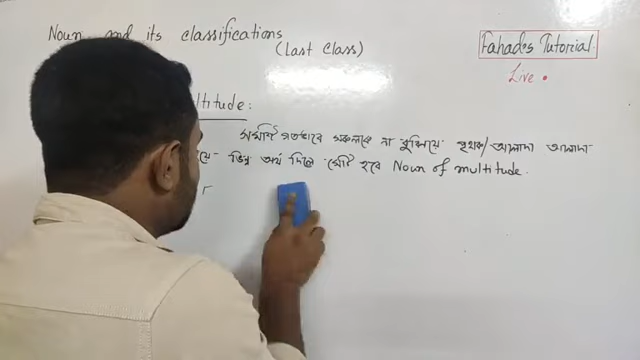 Noun and its classifications
(Last Class)
Fahades Tutorial
Live
ltitude:
সমষ্টিগতভাবে সকলকে না বুঝিয়ে পৃথক/আলাদা আলাদা
য়ে ভিন্ন অর্থ দিলে সেটি হবে Noun of multitude.